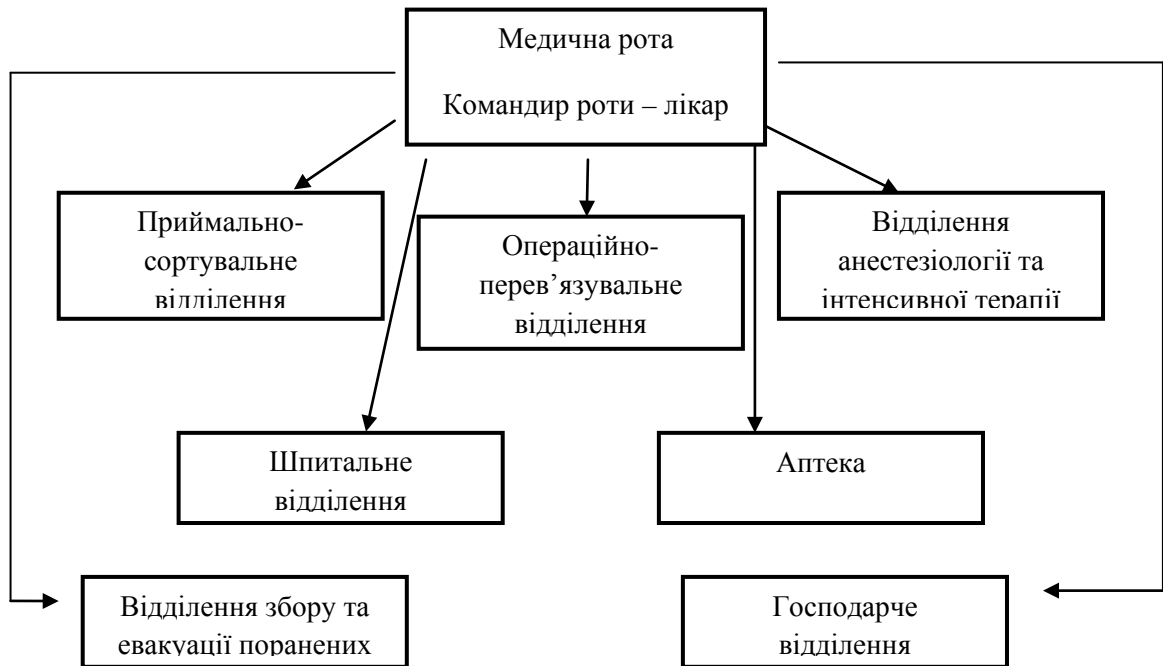 Медична рота
Командир роти – лікар
Приймально-
сортувальне
відділення
Операційно-
перев’язувальне
відділення
Відділення
анестезіології та
інтенсивної терапії
Шпитальне
відділення
Аптека
Відділення збору та
евакуації поранених
Господарче
відділення